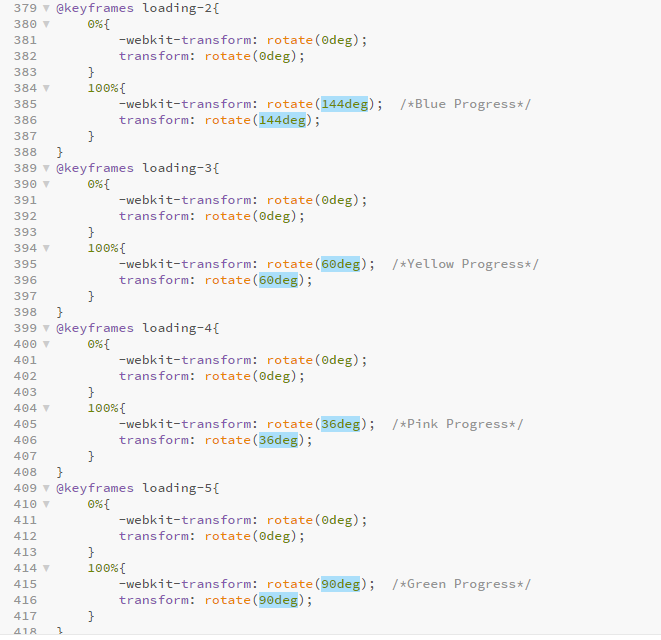 379 @keyframes loading-2{
380 0%{
381 -webkit-transform: rotate(0deg);
382 transform: rotate(0deg);
383 }
384 100%{
385 -webkit-transform: rotate(144deg); /*Blue Progress*/
386 transform: rotate(144deg);
387 }
388 }
389 @keyframes loading-3{
390 0%{
391 -webkit-transform: rotate(0deg);
392 transform: rotate(0deg);
393 }
394 100%{
395 -webkit-transform: rotate(60deg); /*Yellow Progress*/
396 transform: rotate(60deg);
397 }
398 }
399 @keyframes loading-4{
400 0%{
401 -webkit-transform: rotate(0deg);
402 transform: rotate(0deg);
403 }
404 100%{
405 -webkit-transform: rotate(36deg); /*Pink Progress*/
406 transform: rotate(36deg);
407 }
408 }
409 @keyframes loading-5{
410 0%{
411 -webkit-transform: rotate(0deg);
412 transform: rotate(0deg);
413 }
414 100%{
415 -webkit-transform: rotate(90deg); /*Green Progress*/
416 transform: rotate(90deg);
417 }
418 }